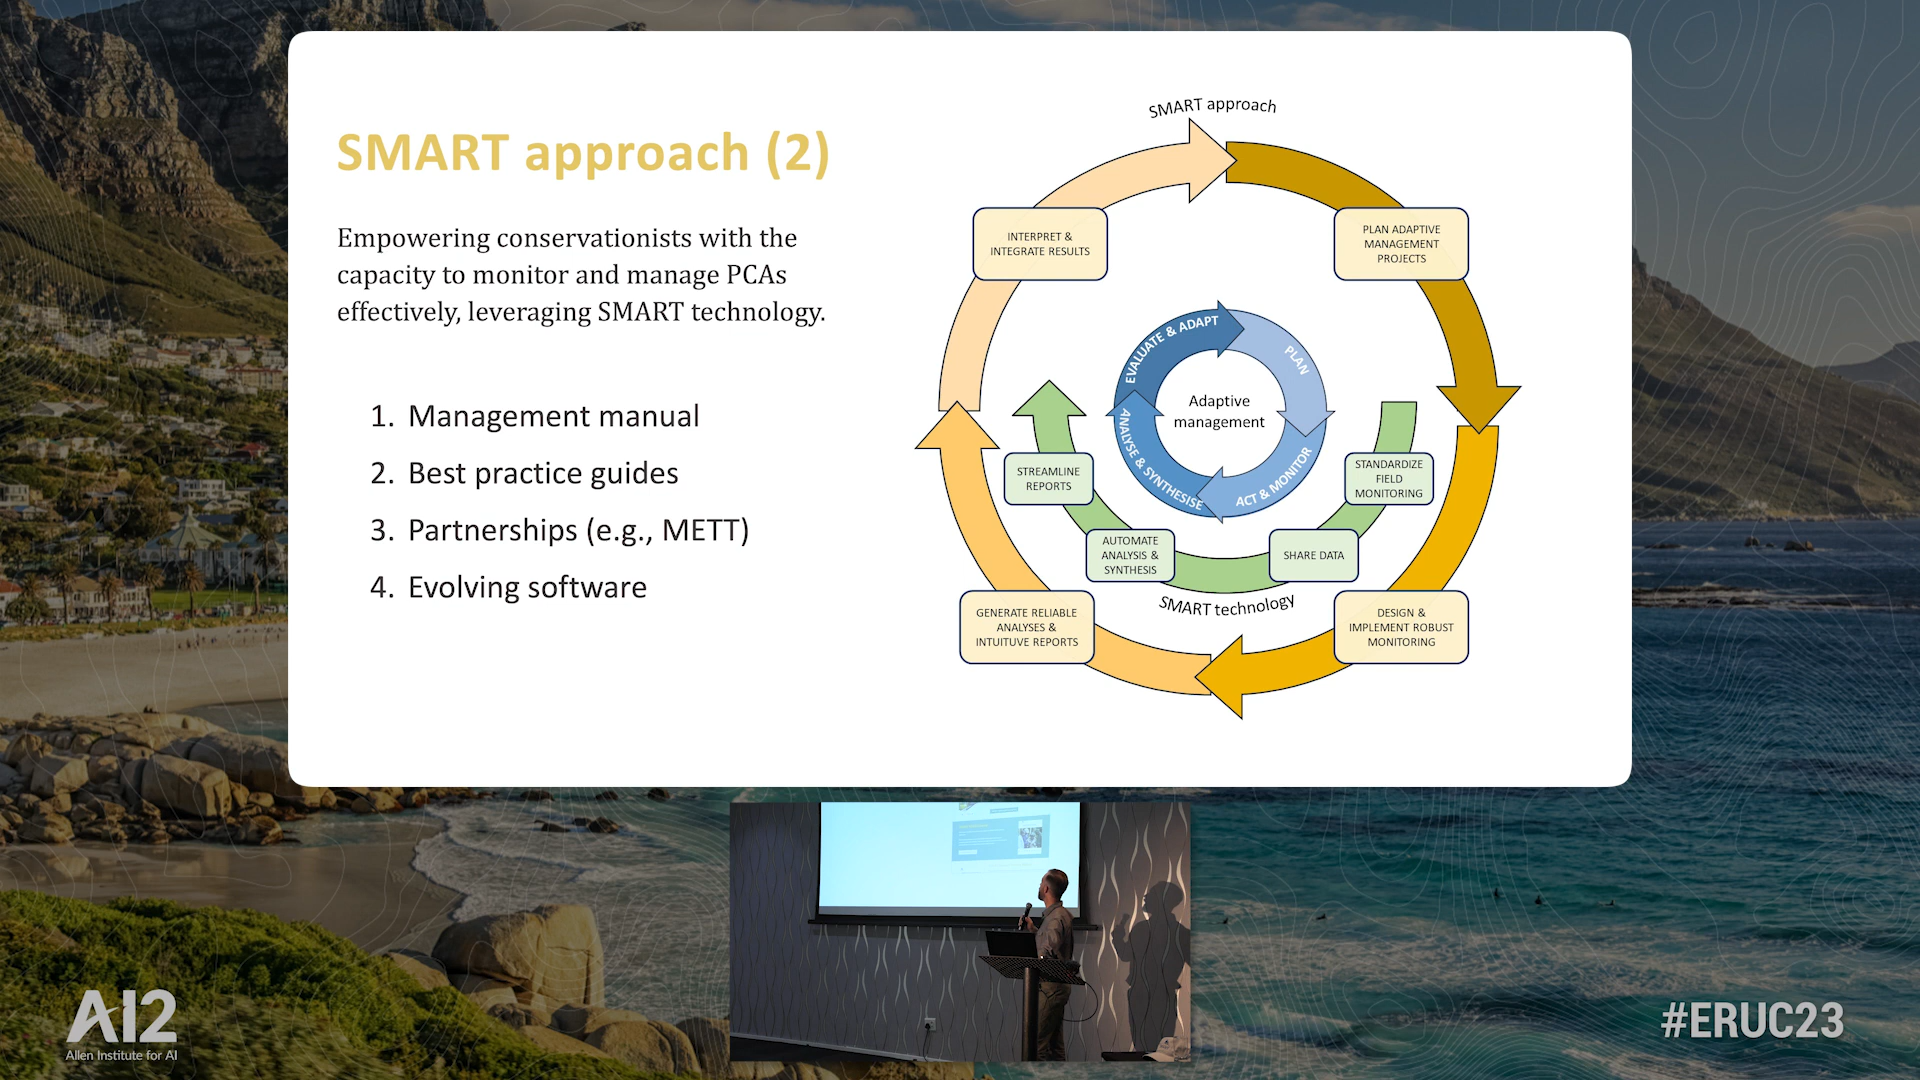 SMART approach (2)
Empowering conservationists with the
capacity to monitor and manage PCAs
effectively, leveraging SMART technology.
1. Management manual
2. Best practice guides
3. Partnerships (e.g., METT)
4. Evolving software
SMART approach
INTERPRET &
INTEGRATE RESULTS
PLAN ADAPTIVE
MANAGEMENT
PROJECTS
EVALUATE & ADAPT
PLAN
Adaptive
management
ANALYSE & SYNTHESISE
ACT & MONITOR
STREAMLINE
REPORTS
STANDARDIZE
FIELD
MONITORING
AUTOMATE
ANALYSIS &
SYNTHESIS
SHARE DATA
SMART technology
GENERATE RELIABLE
ANALYSES &
INTUITUVE REPORTS
DESIGN &
IMPLEMENT ROBUST
MONITORING
AI2
Allen Institute for AI
#ERUC23